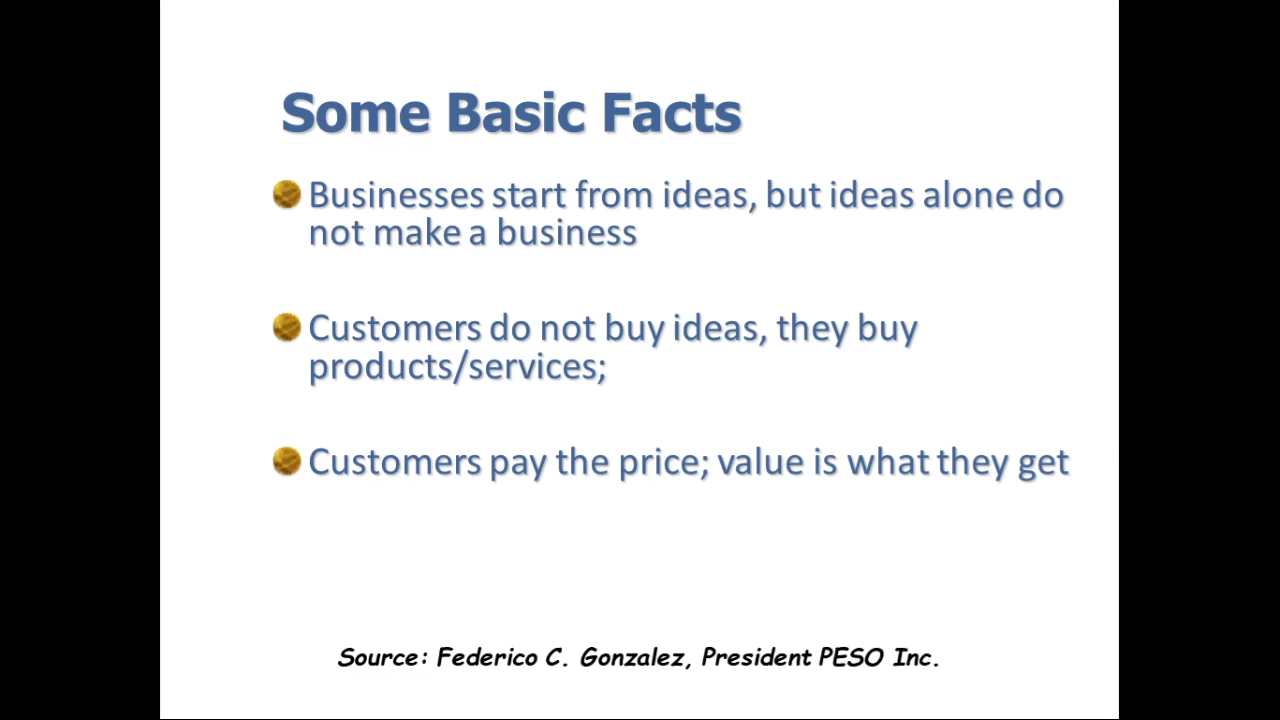 Some Basic Facts
Businesses start from ideas, but ideas alone do
not make a business
Customers do not buy ideas, they buy
products/services;
Customers pay the price; value is what they get
Source: Federico C. Gonzalez, President PESO Inc.